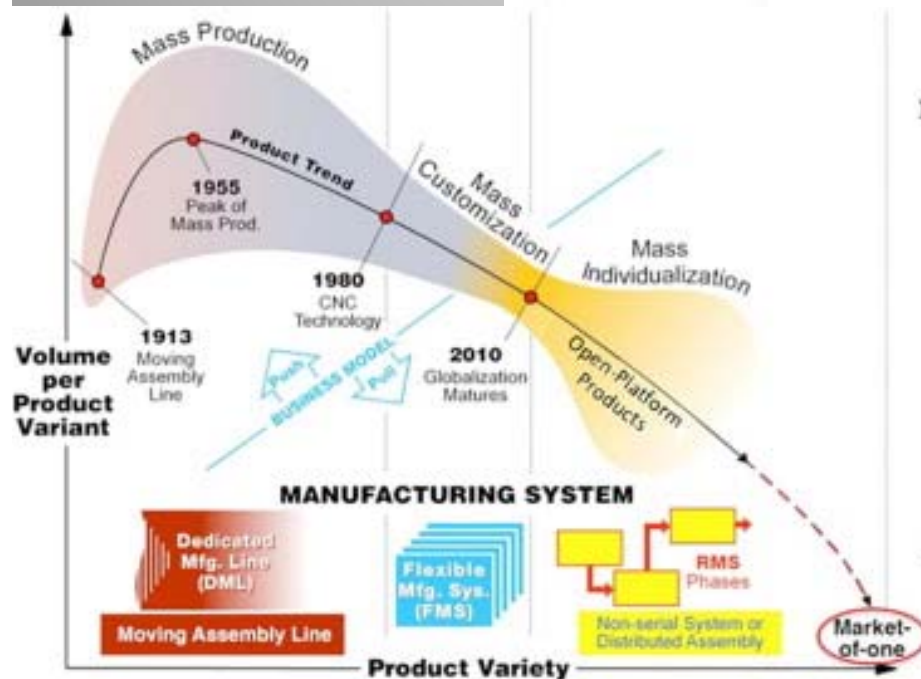 Mass Production
Product Trend
1955
Peak of
Mass Prod.
Mass
Customization
Mass
Individualization
1980
CNC
Technology
1913
Moving
Assembly
Line
2010
Globalization
Matures
Open-Platform
Products
Push
BUSINESS MODEL
Pull
Volume
per
Product
Variant
MANUFACTURING SYSTEM
Dedicated
Mfg. Line
(DML)
Moving Assembly Line
Flexible
Mfg. Sys.
(FMS)
RMS
Phases
Non-serial System or
Distributed Assembly
Market-
of-one
Product Variety